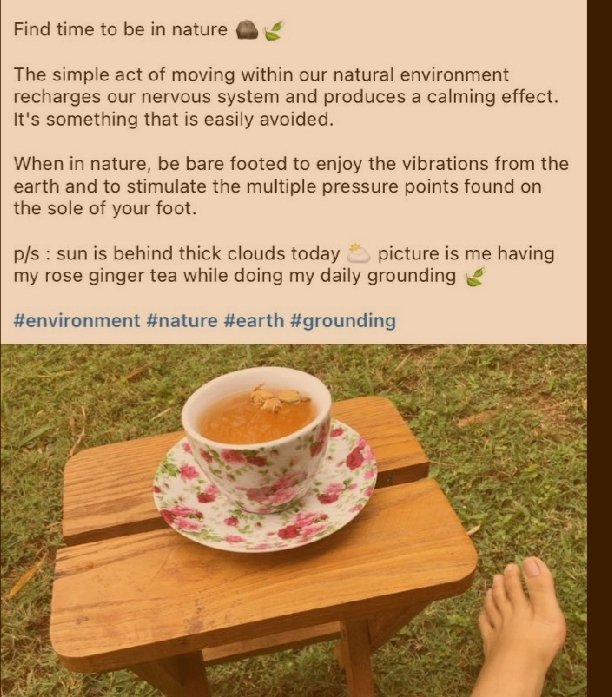 Find time to be in nature 🪨🌿
The simple act of moving within our natural environment
recharges our nervous system and produces a calming effect.
It's something that is easily avoided.
When in nature, be bare footed to enjoy the vibrations from the
earth and to stimulate the multiple pressure points found on
the sole of your foot.
p/s : sun is behind thick clouds today 🌥️ picture is me having
my rose ginger tea while doing my daily grounding 🌿
#environment #nature #earth #grounding